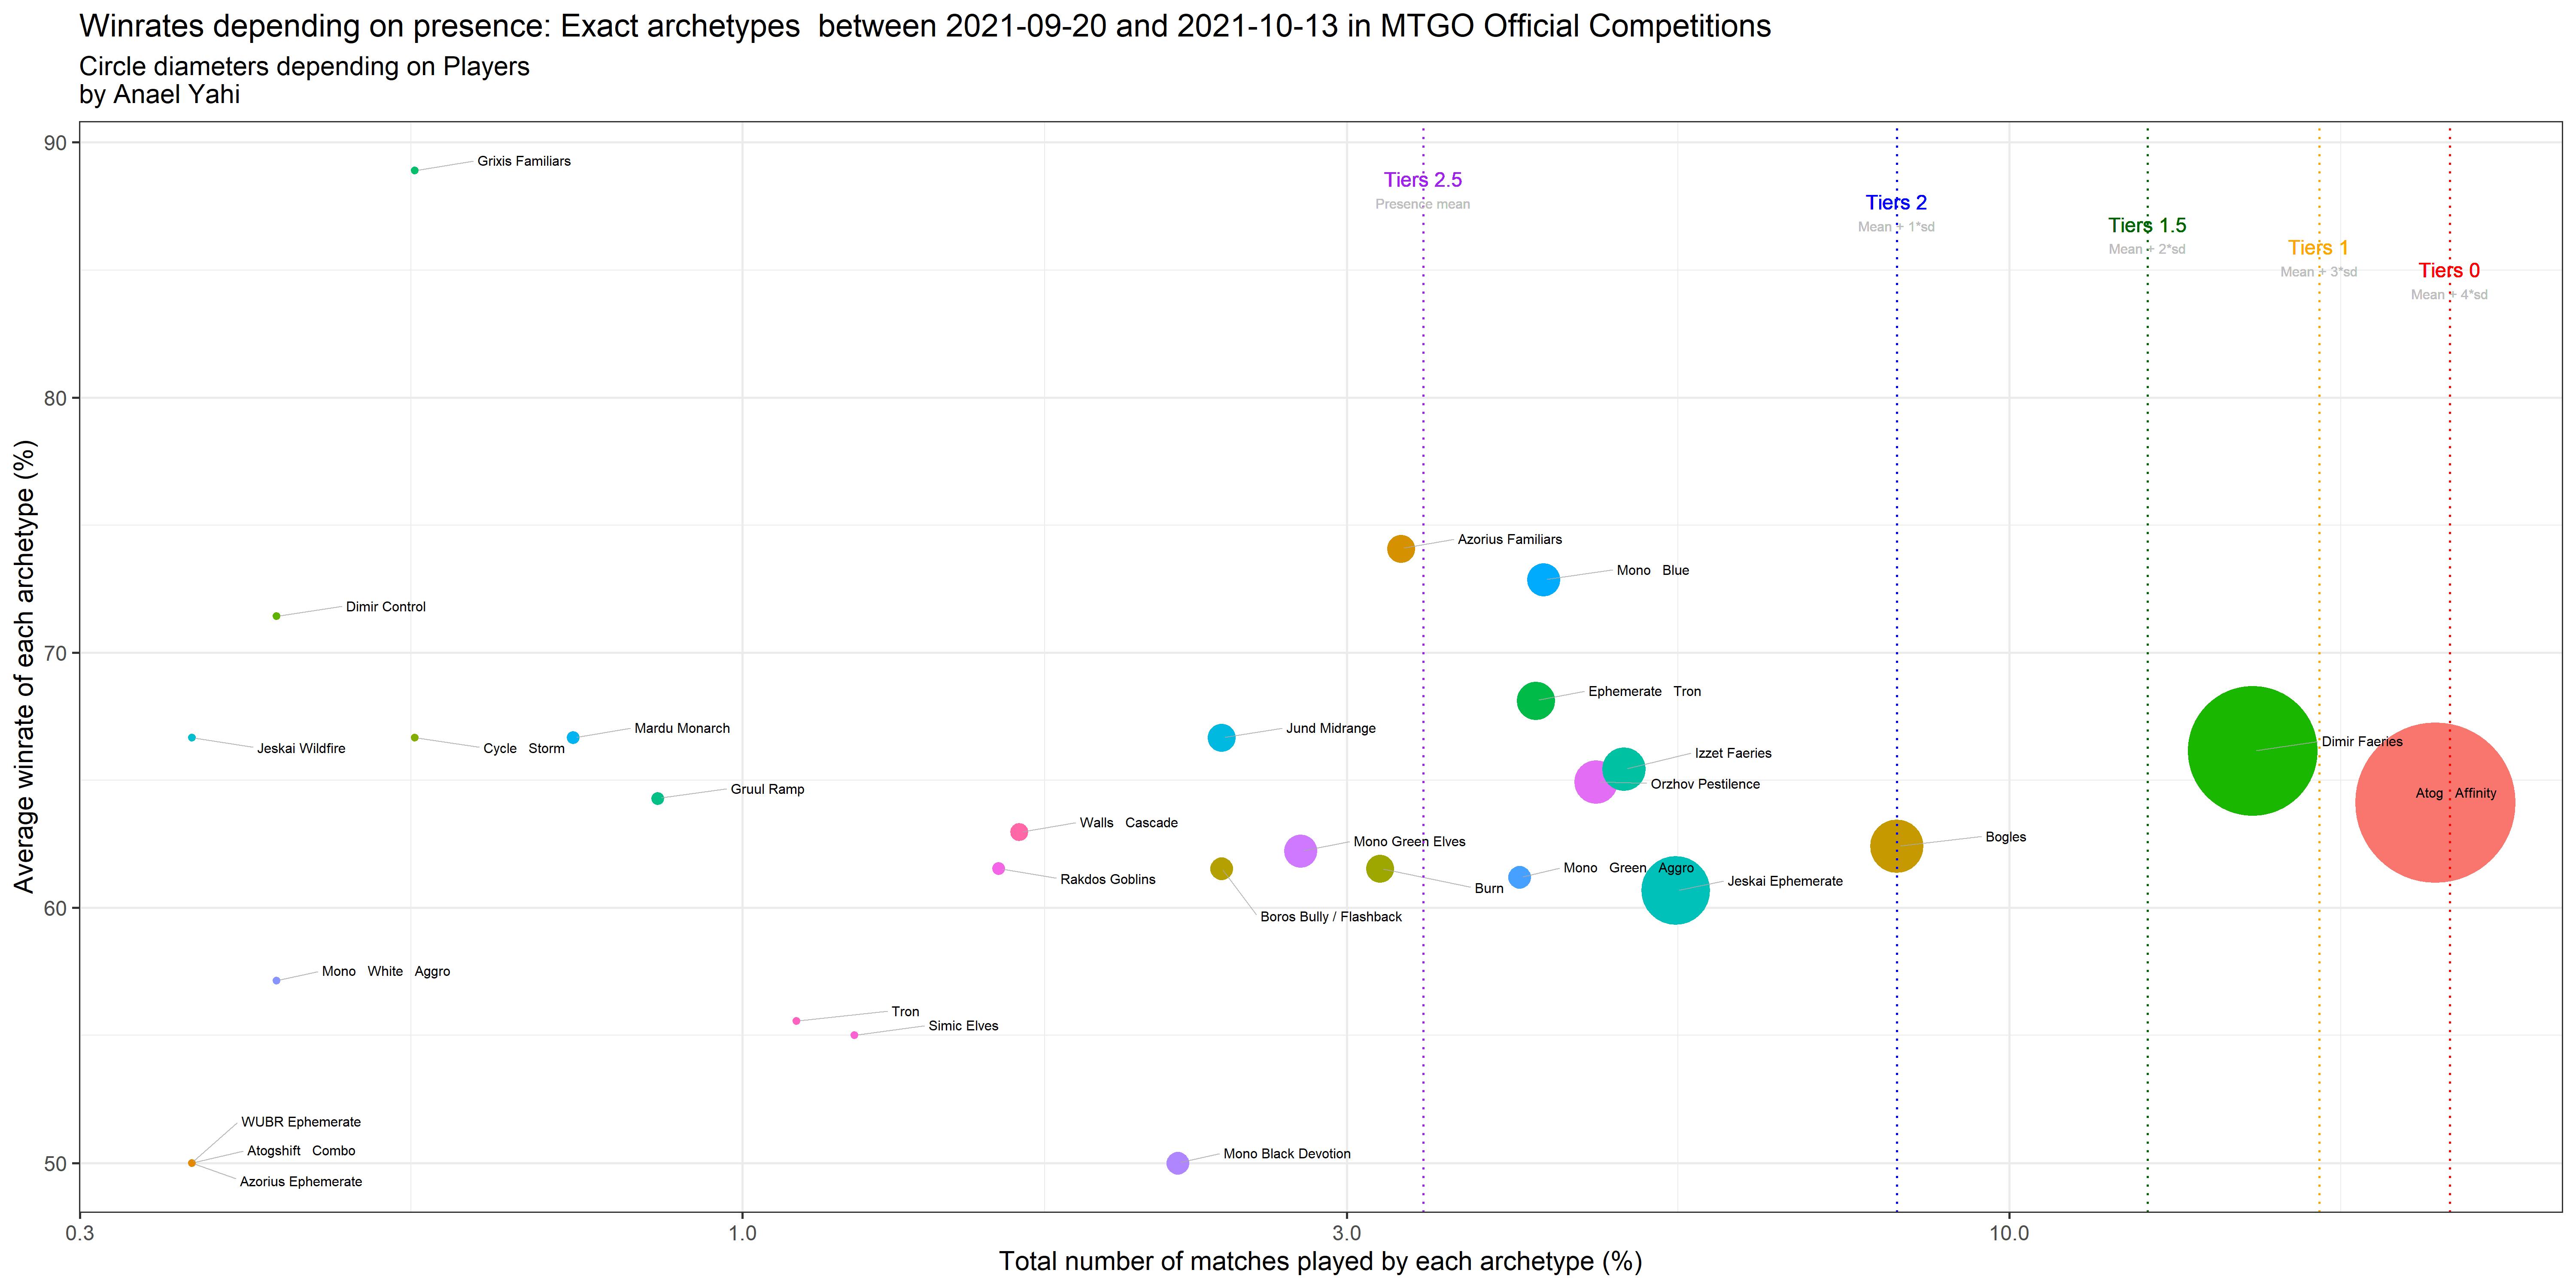 Winrates depending on presence: Exact archetypes  between 2021-09-20 and 2021-10-13 in MTGO Official Competitions
Circle diameters depending on Players
by Anael Yahi
Average winrate of each archetype (%)
90
80
70
60
50
Grixis Familiars
Tiers 2.5
Presence mean
Tiers 2
Mean + 1*sd
Tiers 1.5
Mean + 2*sd
Tiers 1
Mean + 3*sd
Tiers 0
Mean + 4*sd
Azorius Familiars
Mono   Blue
Dimir Control
Ephemerate   Tron
Mardu Monarch
Jund Midrange
Jeskai Wildfire
Cycle   Storm
Dimir Faeries
Izzet Faeries
Orzhov Pestilence
Gruul Ramp
Atog   Affinity
Walls   Cascade
Bogles
Mono Green Elves
Mono   Green   Aggro
Rakdos Goblins
Burn
Jeskai Ephemerate
Boros Bully / Flashback
Mono   White   Aggro
Tron
Simic Elves
WUBR Ephemerate
Atogshift   Combo
Azorius Ephemerate
Mono Black Devotion
0.3
1.0
3.0
10.0
Total number of matches played by each archetype (%)